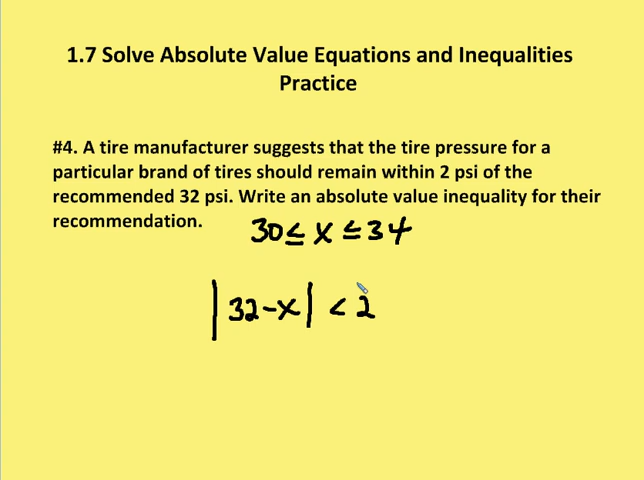 1.7 Solve Absolute Value Equations and Inequalities
Practice
#4. A tire manufacturer suggests that the tire pressure for a
particular brand of tires should remain within 2 psi of the
recommended 32 psi. Write an absolute value inequality for their
recommendation.
30 ≤ x ≤ 34
|32-x| < 2